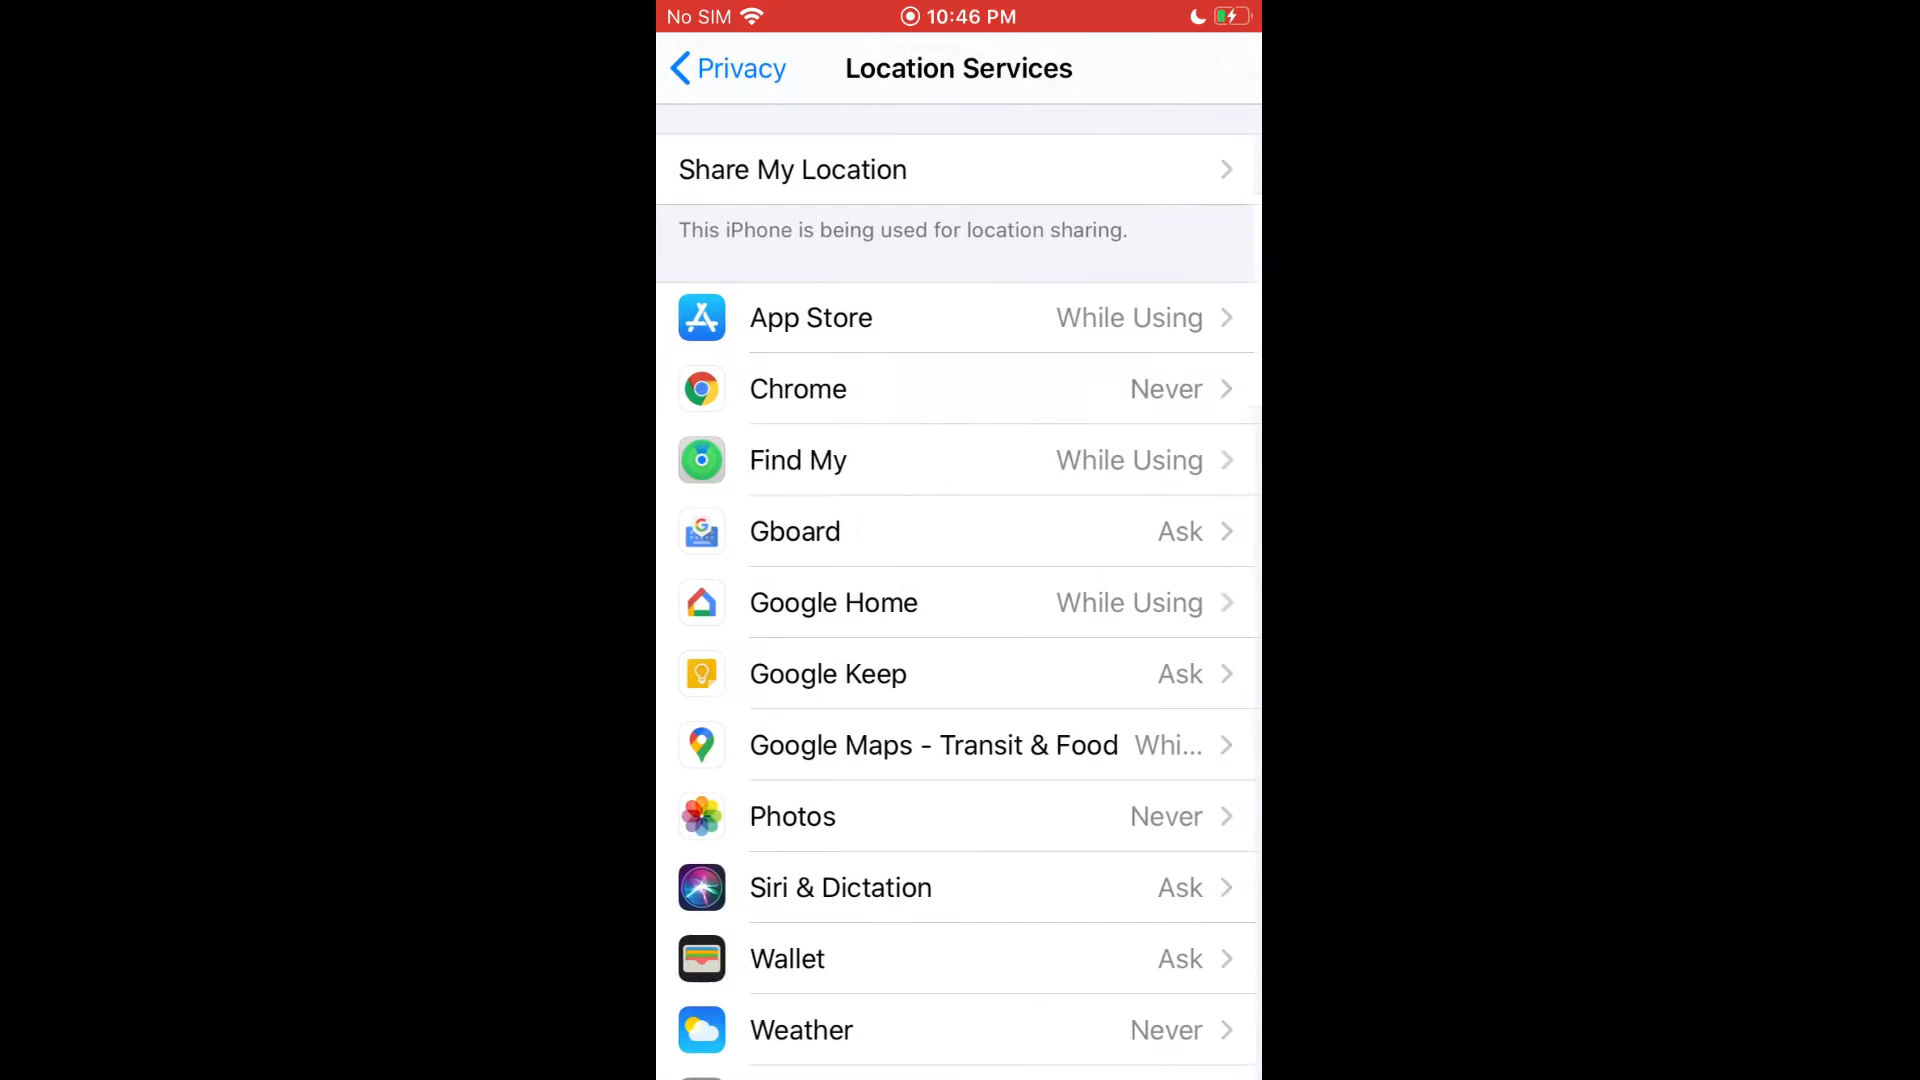 No SIM 10:46 PM
Privacy Location Services
Share My Location
This iPhone is being used for location sharing.
App Store While Using
Chrome Never
Find My While Using
Gboard Ask
Google Home While Using
Google Keep Ask
Google Maps - Transit & Food Whi...
Photos Never
Siri & Dictation Ask
Wallet Ask
Weather Never